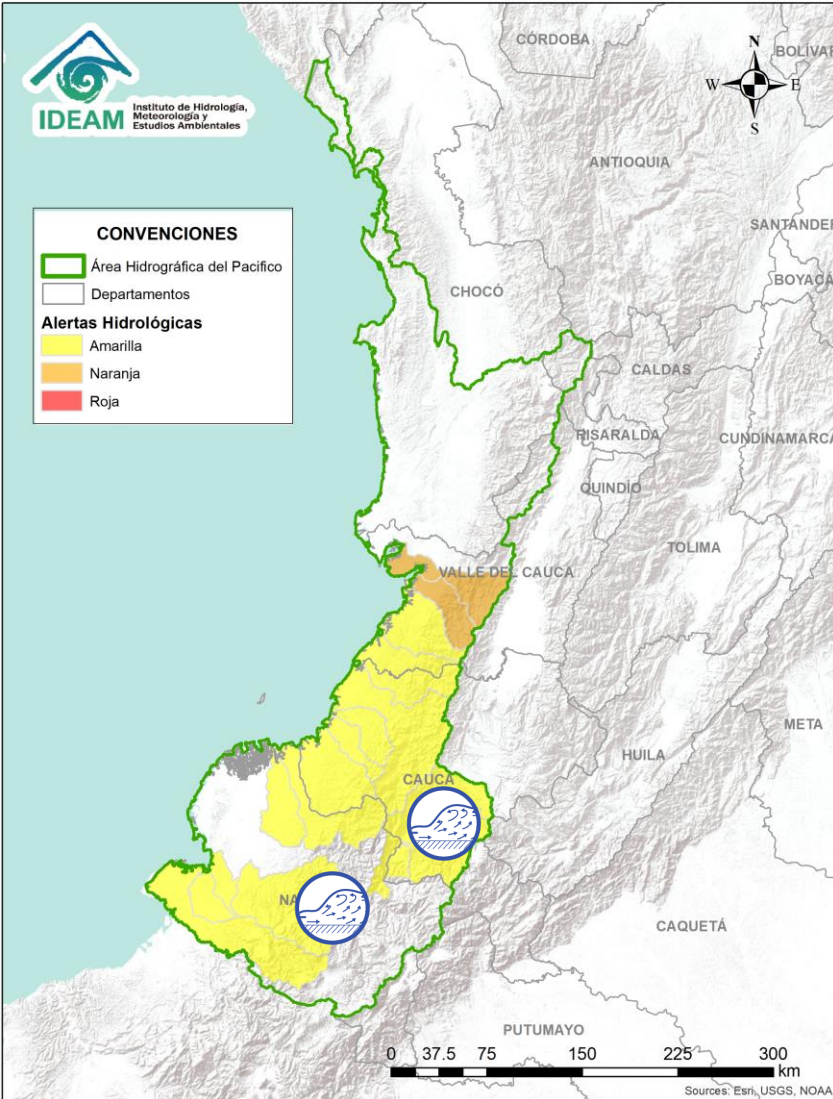 IDEAM
Instituto de Hidrología,
Meteorología y
Estudios Ambientales
N
W
E
S
CÓRDOBA
BOLÍVAR
ANTIOQUIA
SANTANDER
BOYACÁ
CONVENCIONES
Área Hidrográfica del Pacifico
Departamentos
Alertas Hidrológicas
Amarilla
Naranja
Roja
CHOCÓ
CALDAS
RISARALDA
CUNDINAMARCA
QUINDÍO
TOLIMA
VALLE DEL CAUCA
META
HUILA
CAUCA
NA
CAQUETÁ
PUTUMAYO
0 37.5 75 150 225 300
km
Sources: Esri, USGS, NOAA